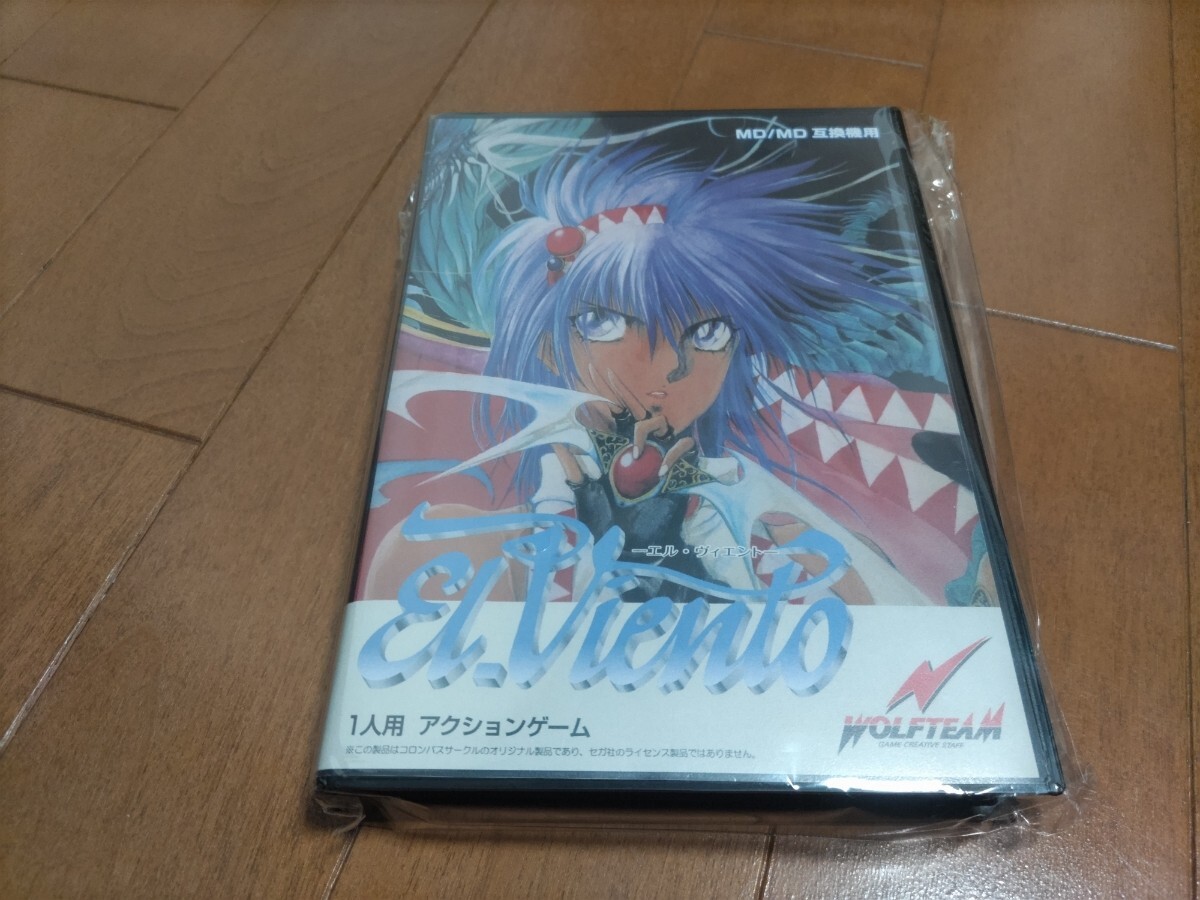 MD/MD 互換機用
ーエル・ヴィエントー
El.Viento
1人用 アクションゲーム
WOLFTEAM
GAME CREATIVE STAFF
※この製品はコロンバスサークルのオリジナル製品であり、セガ社のライセンス製品ではありません。